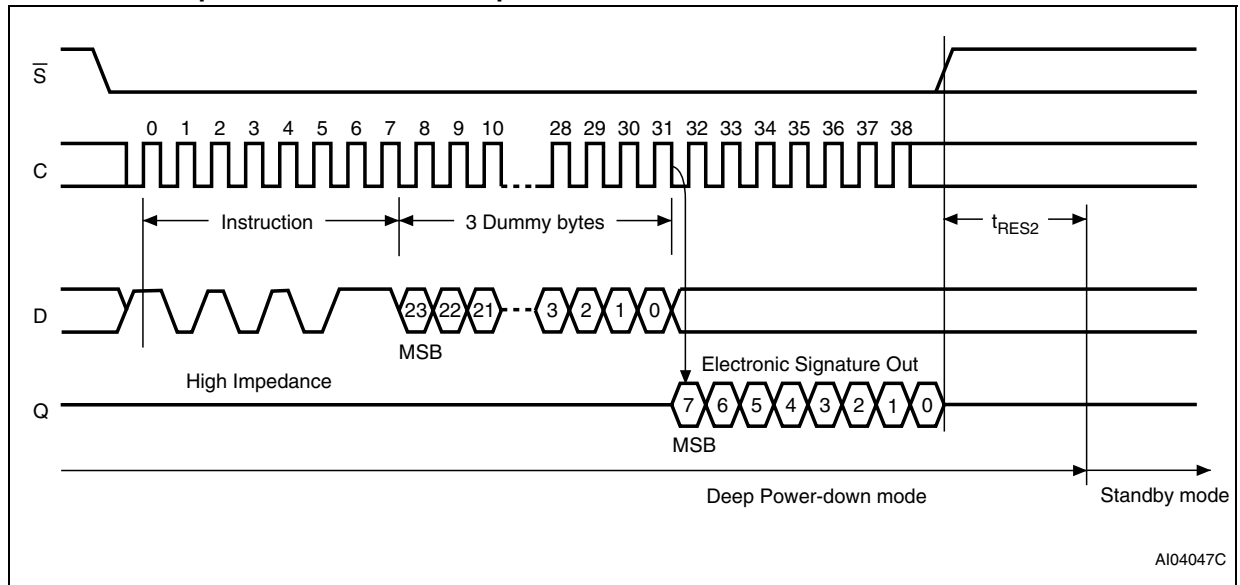 S
0 1 2 3 4 5 6 7 8 9 10 28 29 30 31 32 33 34 35 36 37 38
C
Instruction 3 Dummy bytes tRES2
D 23 22 21 3 2 1 0
MSB
High Impedance Electronic Signature Out
Q 7 6 5 4 3 2 1 0
MSB
Deep Power-down mode Standby mode
AI04047C